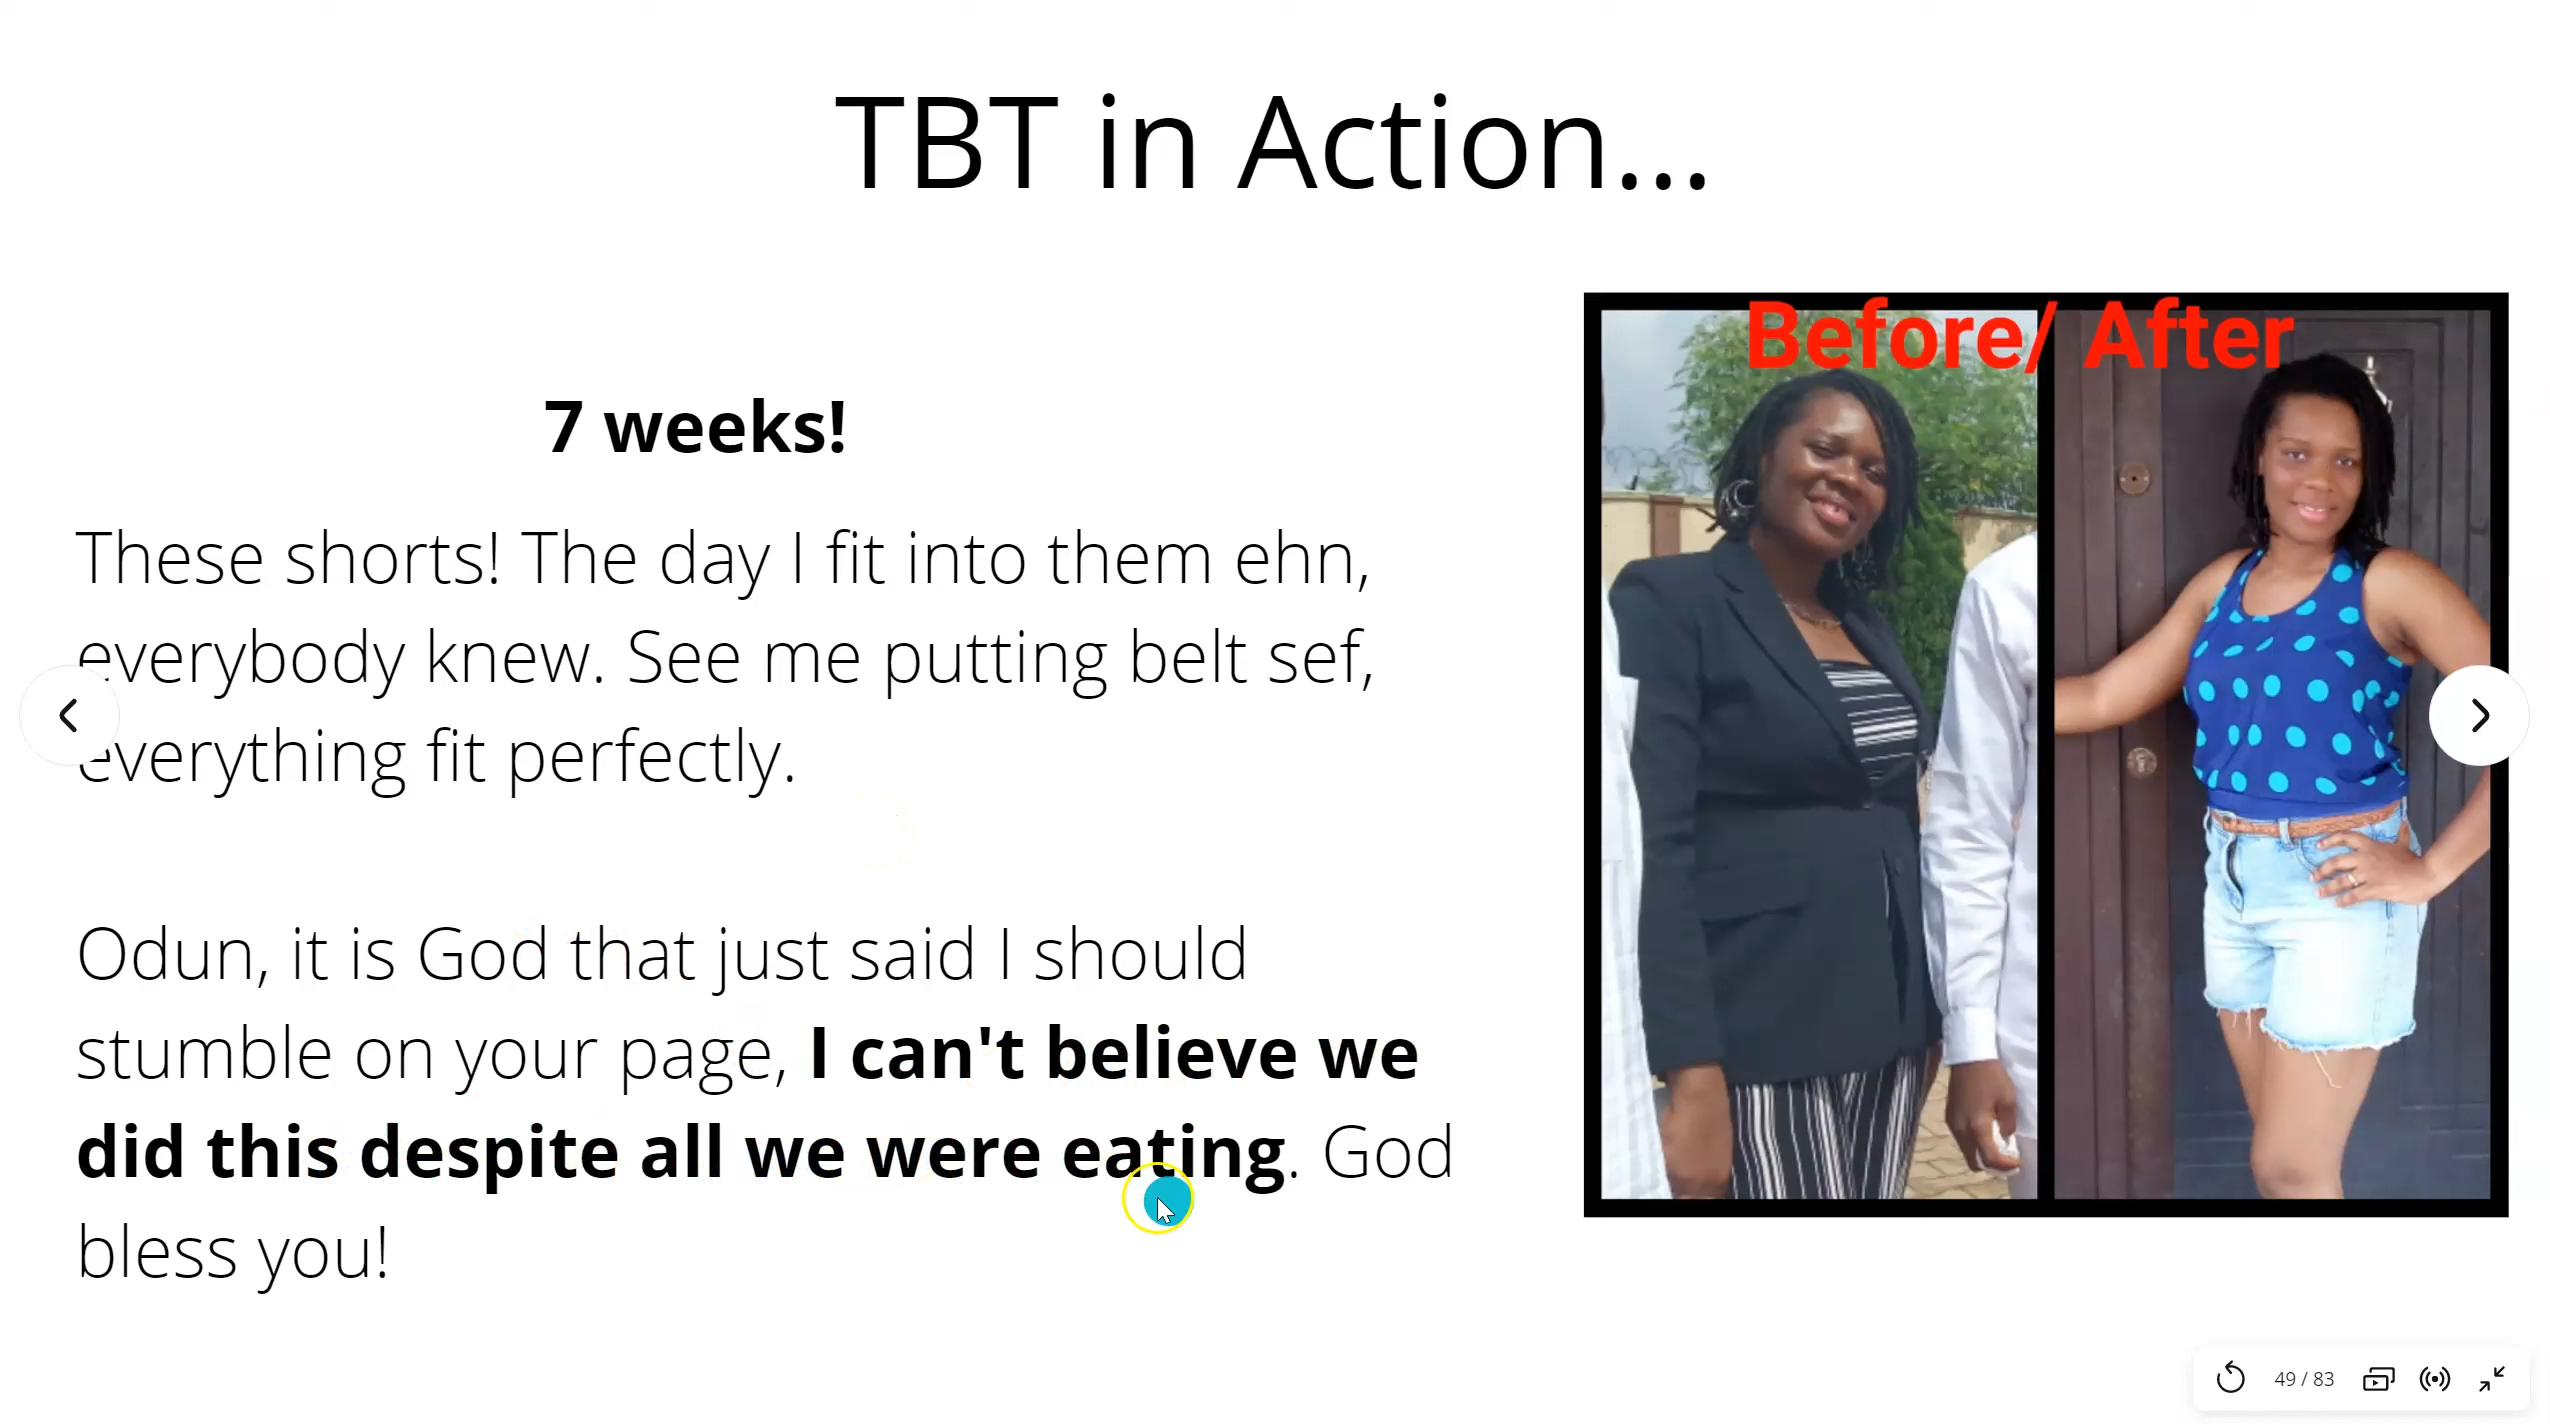 TBT in Action...
Before/ After
7 weeks!
These shorts! The day I fit into them ehn,
everybody knew. See me putting belt sef,
everything fit perfectly.
Odun, it is God that just said I should
stumble on your page, I can't believe we
did this despite all we were eating. God
bless you!
49 / 83